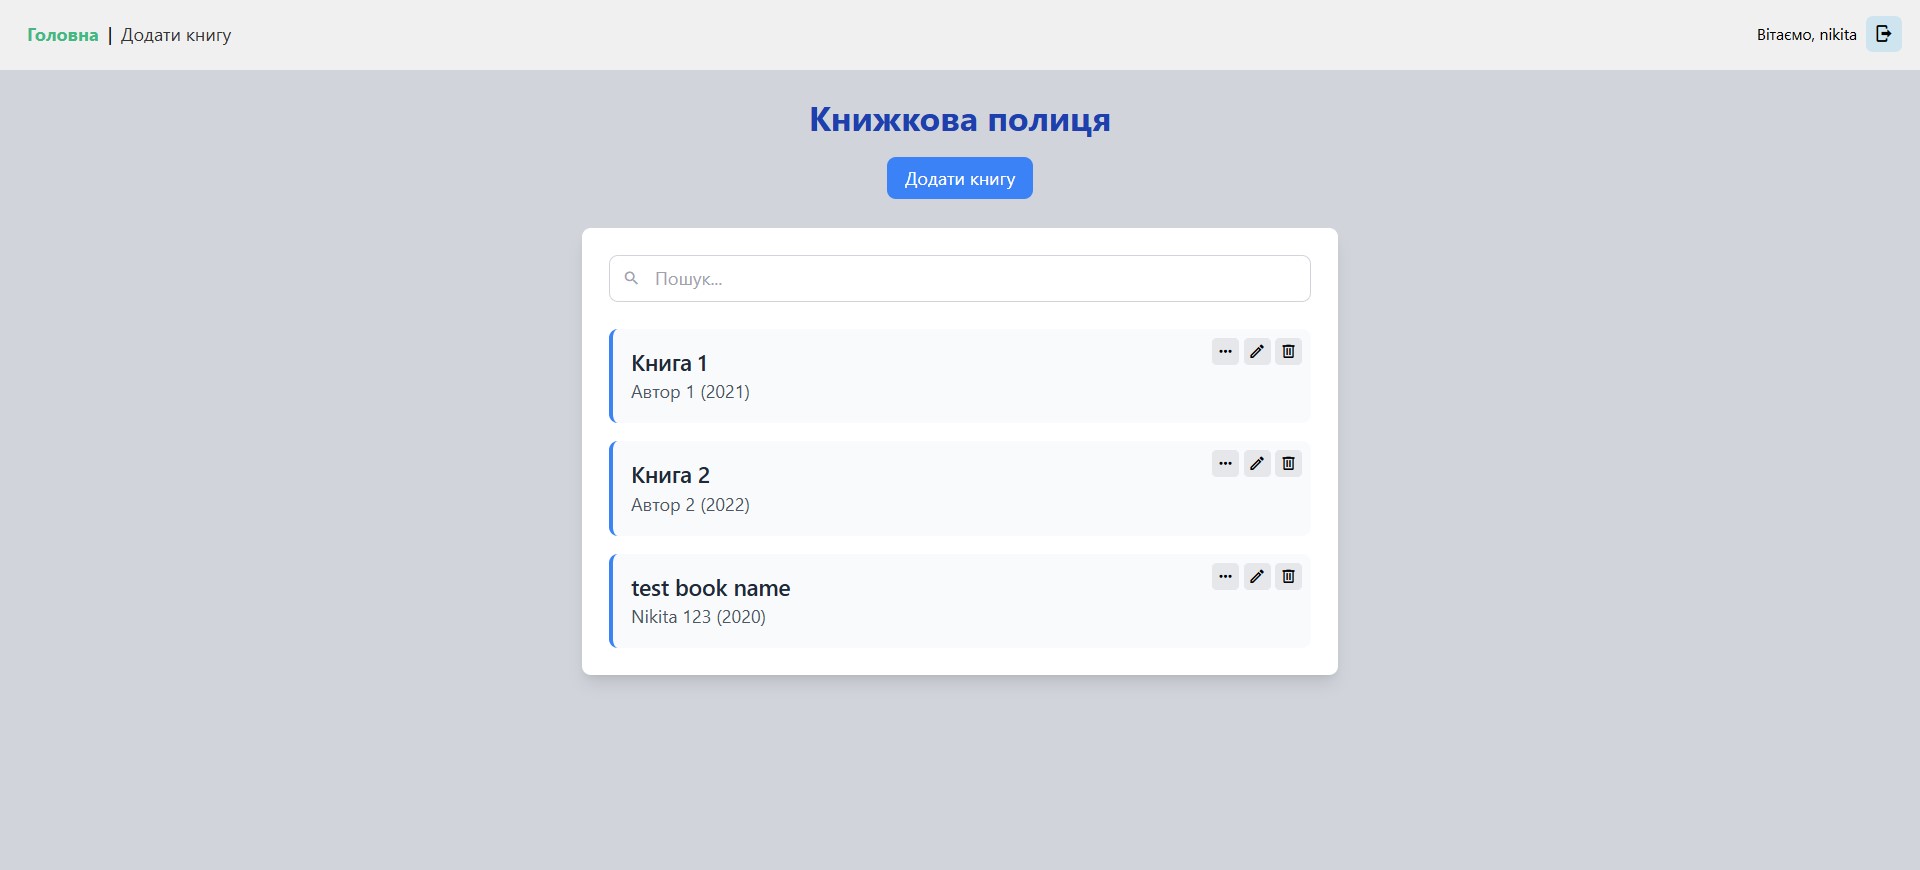 Головна | Додати книгу
Вітаємо, nikita
Книжкова полиця
Додати книгу
Пошук...
Книга 1
Автор 1 (2021)
Книга 2
Автор 2 (2022)
test book name
Nikita 123 (2020)